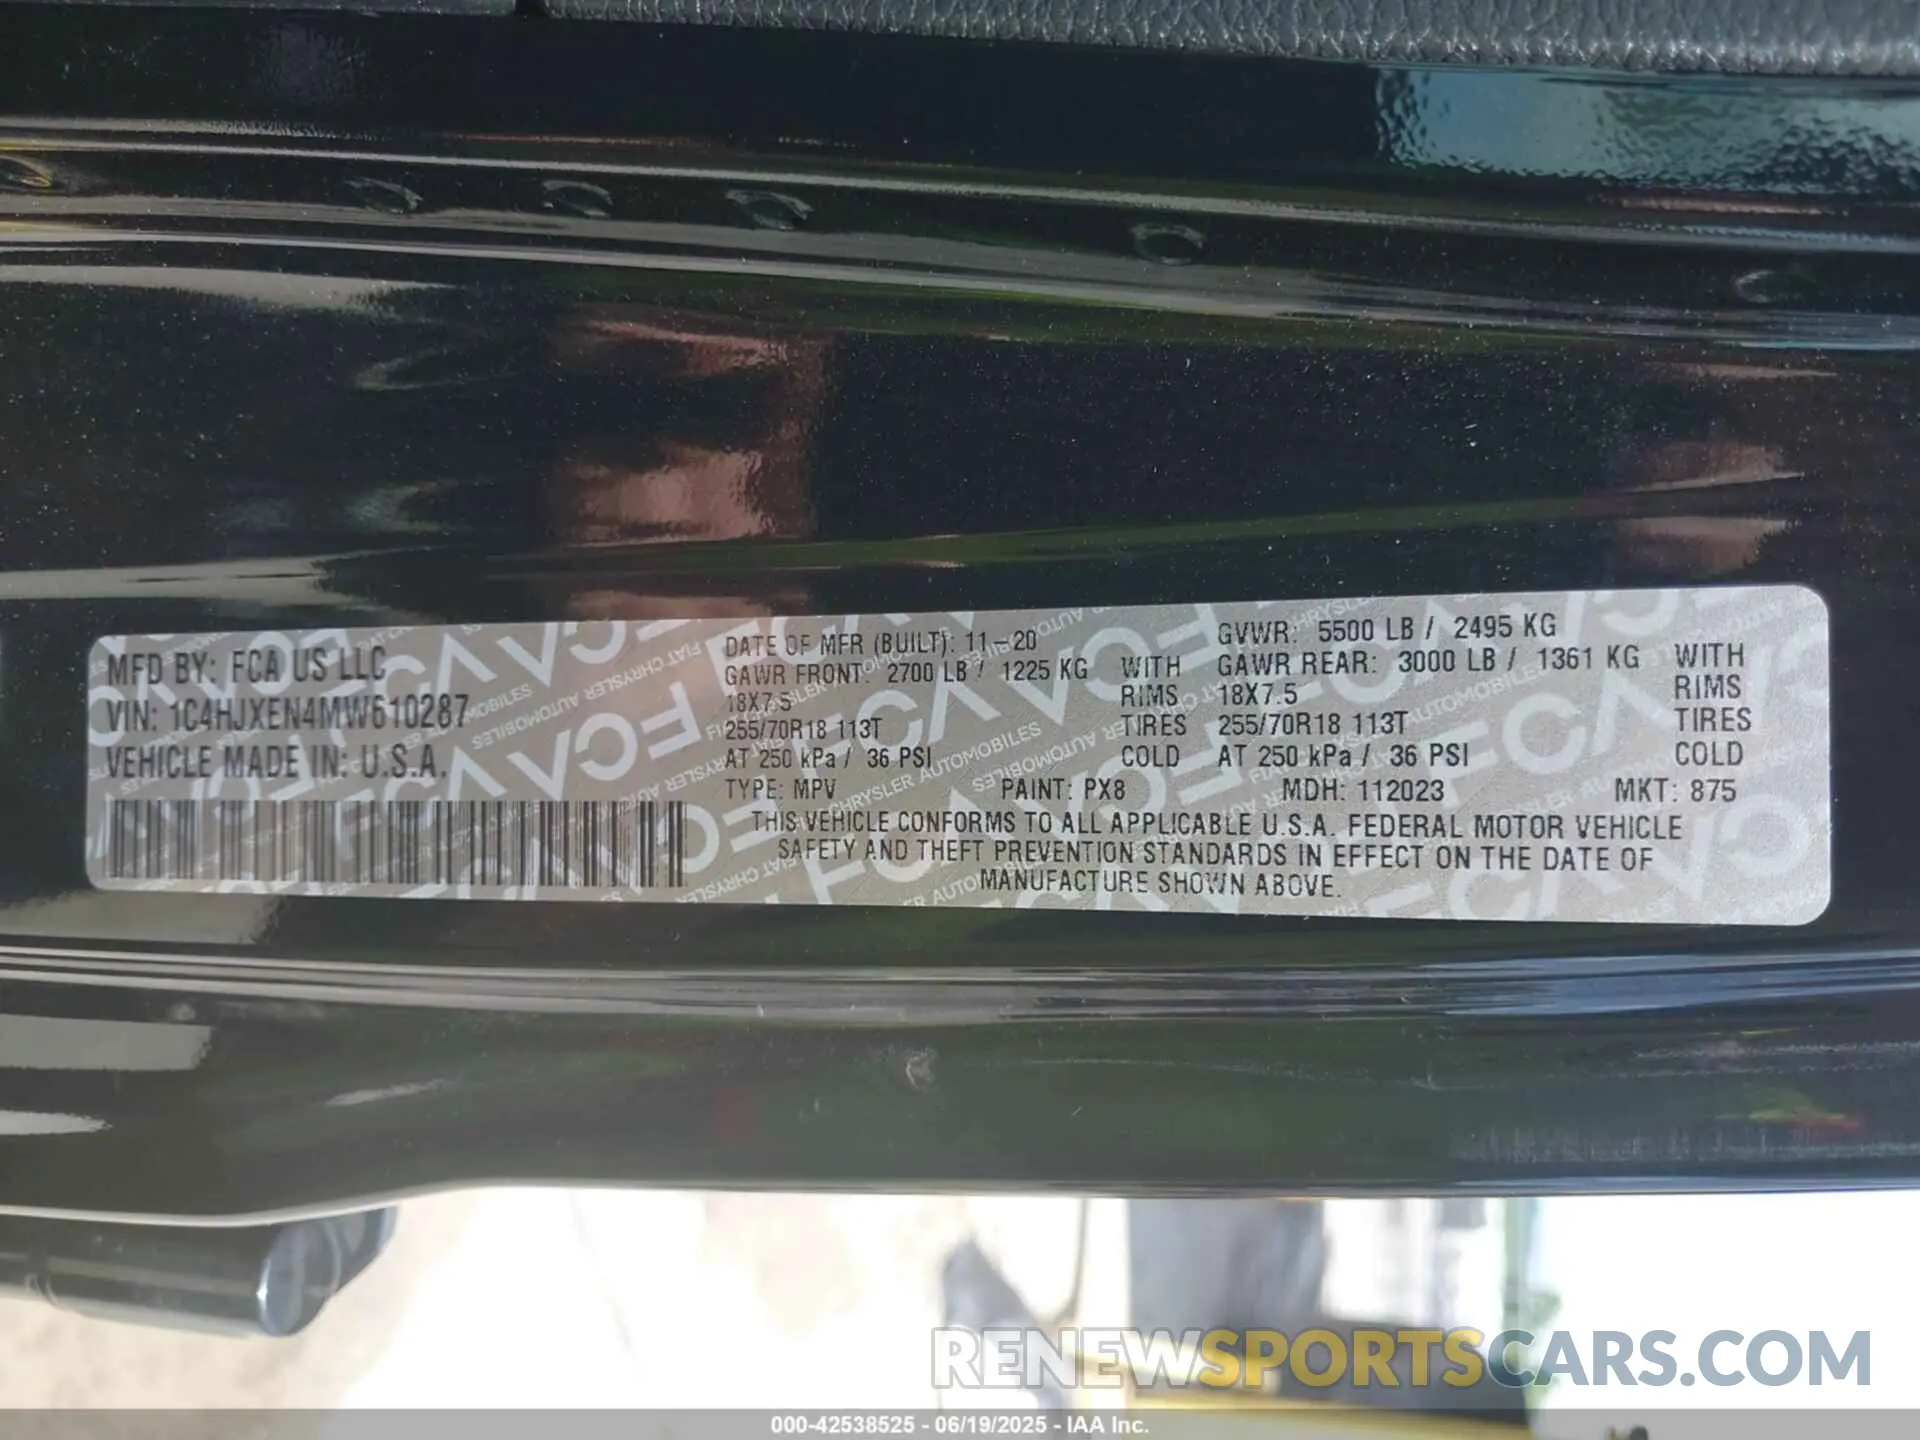 MFD BY: FCA US LLC
VIN: 1C4HJXEN4MW610287
VEHICLE MADE IN: U.S.A.
DATE OF MFR (BUILT): 11-20
GVWR: 5500 LB / 2495 KG
GAWR FRONT: 2700 LB / 1225 KG WITH
GAWR REAR: 3000 LB / 1361 KG WITH
18X7.5 RIMS
18X7.5 RIMS
255/70R18 113T TIRES
255/70R18 113T TIRES
AT 250 kPa / 36 PSI COLD
AT 250 kPa / 36 PSI COLD
TYPE: MPV PAINT: PX8 MDH: 112023 MKT: 875
THIS VEHICLE CONFORMS TO ALL APPLICABLE U.S.A. FEDERAL MOTOR VEHICLE
SAFETY AND THEFT PREVENTION STANDARDS IN EFFECT ON THE DATE OF
MANUFACTURE SHOWN ABOVE.
RENEWSPORTSCARS.COM
000-42538525 - 06/19/2025 - IAA Inc.